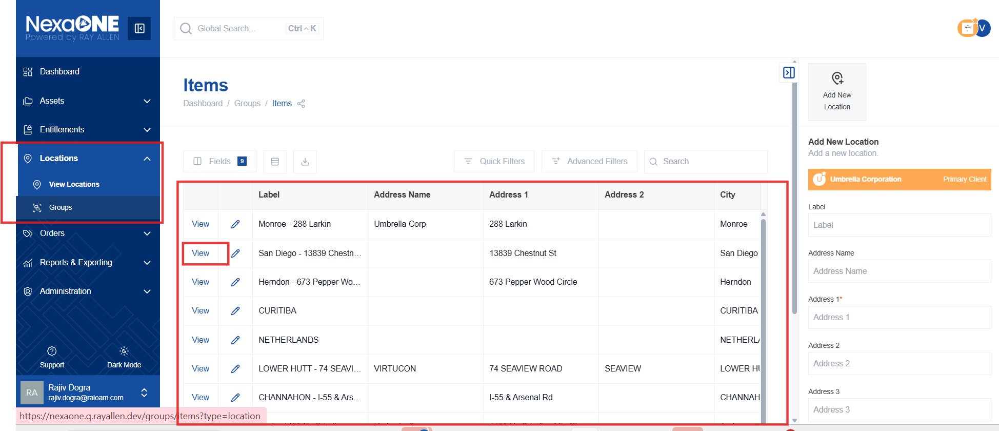 NexaONE
Powered by RAY ALLEN
Global Search...
Ctrl ^ K
V
Dashboard
Assets
Entitlements
Locations
View Locations
Groups
Orders
Reports & Exporting
Administration
Support
Dark Mode
RA
Rajiv Dogra
rajiv.dogra@raioam.com
https://nexaone.q.rayallen.dev/groups/items?type=location
Items
Dashboard / Groups / Items
Fields 9
Quick Filters
Advanced Filters
Search
Label Address Name Address 1 Address 2 City
View Monroe - 288 Larkin Umbrella Corp 288 Larkin Monroe
View San Diego - 13839 Chestn... 13839 Chestnut St San Diego
View Herndon - 673 Pepper Wo... 673 Pepper Wood Circle Herndon
View CURITIBA CURITIBA
View NETHERLANDS NETHERLA
View LOWER HUTT - 74 SEAVI... VIRTUCON 74 SEAVIEW ROAD SEAVIEW LOWER HU
View CHANNAHON - I-55 & Ars... I-55 & Arsenal Rd CHANNAH
Add New
Location
Add New Location
Add a new location.
U Umbrella Corporation Primary Client
Label
Label
Address Name
Address Name
Address 1*
Address 1
Address 2
Address 2
Address 3
Address 3